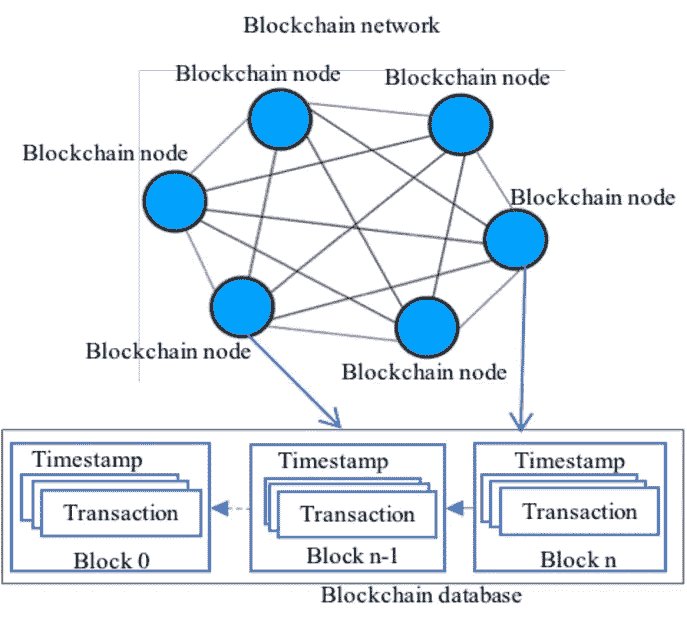 Blockchain network
Blockchain node
Blockchain node
Blockchain node
Blockchain node
Blockchain node
Blockchain node
Timestamp
Transaction
Block 0
Timestamp
Transaction
Block n-1
Timestamp
Transaction
Block n
Blockchain database